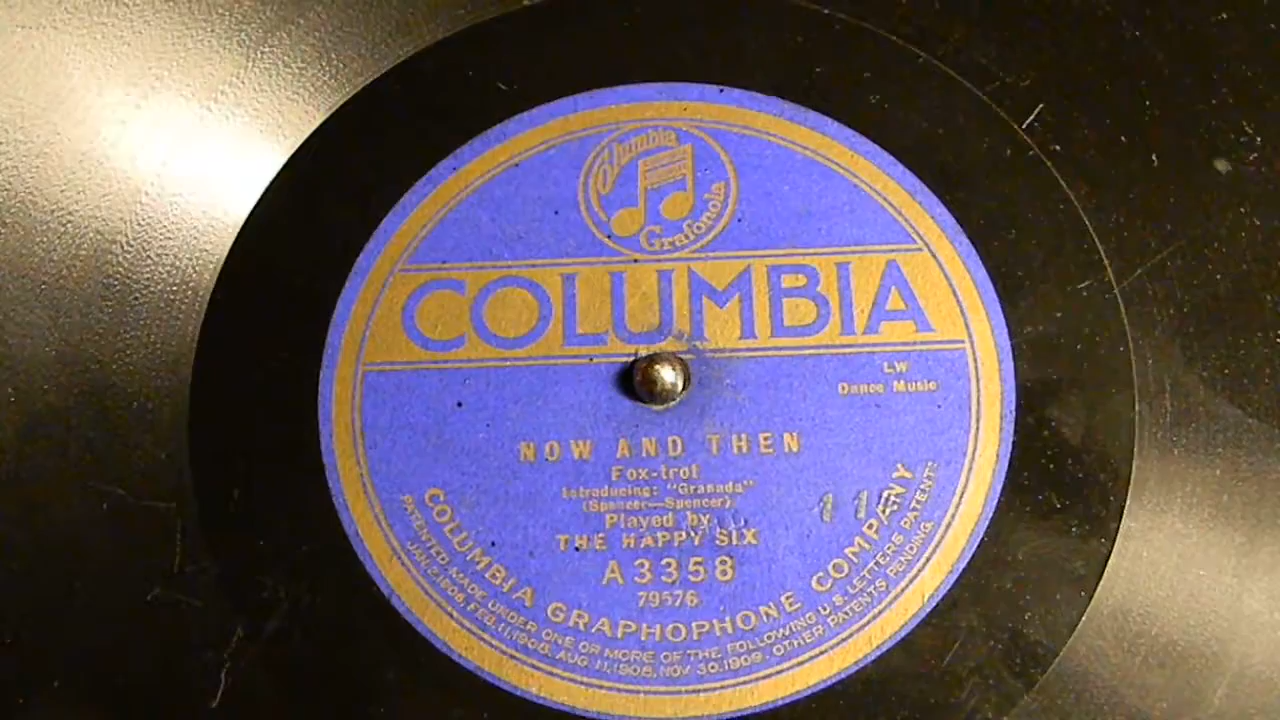 Columbia
Grafonola
COLUMBIA
LW
Dance Music
NOW AND THEN
Fox-trot
Introducing: "Granada"
(Spencer—Spencer)
Played by
THE HAPPY SIX
11
A3358
79576
COLUMBIA GRAPHOPHONE COMPANY
PATENTED, MADE UNDER ONE OR MORE OF THE FOLLOWING U.S. LETTERS PATENT:
JAN. 2, 1906, FEB. 11, 1908, AUG. 11, 1908, NOV 30, 1909. OTHER PATENTS PENDING.